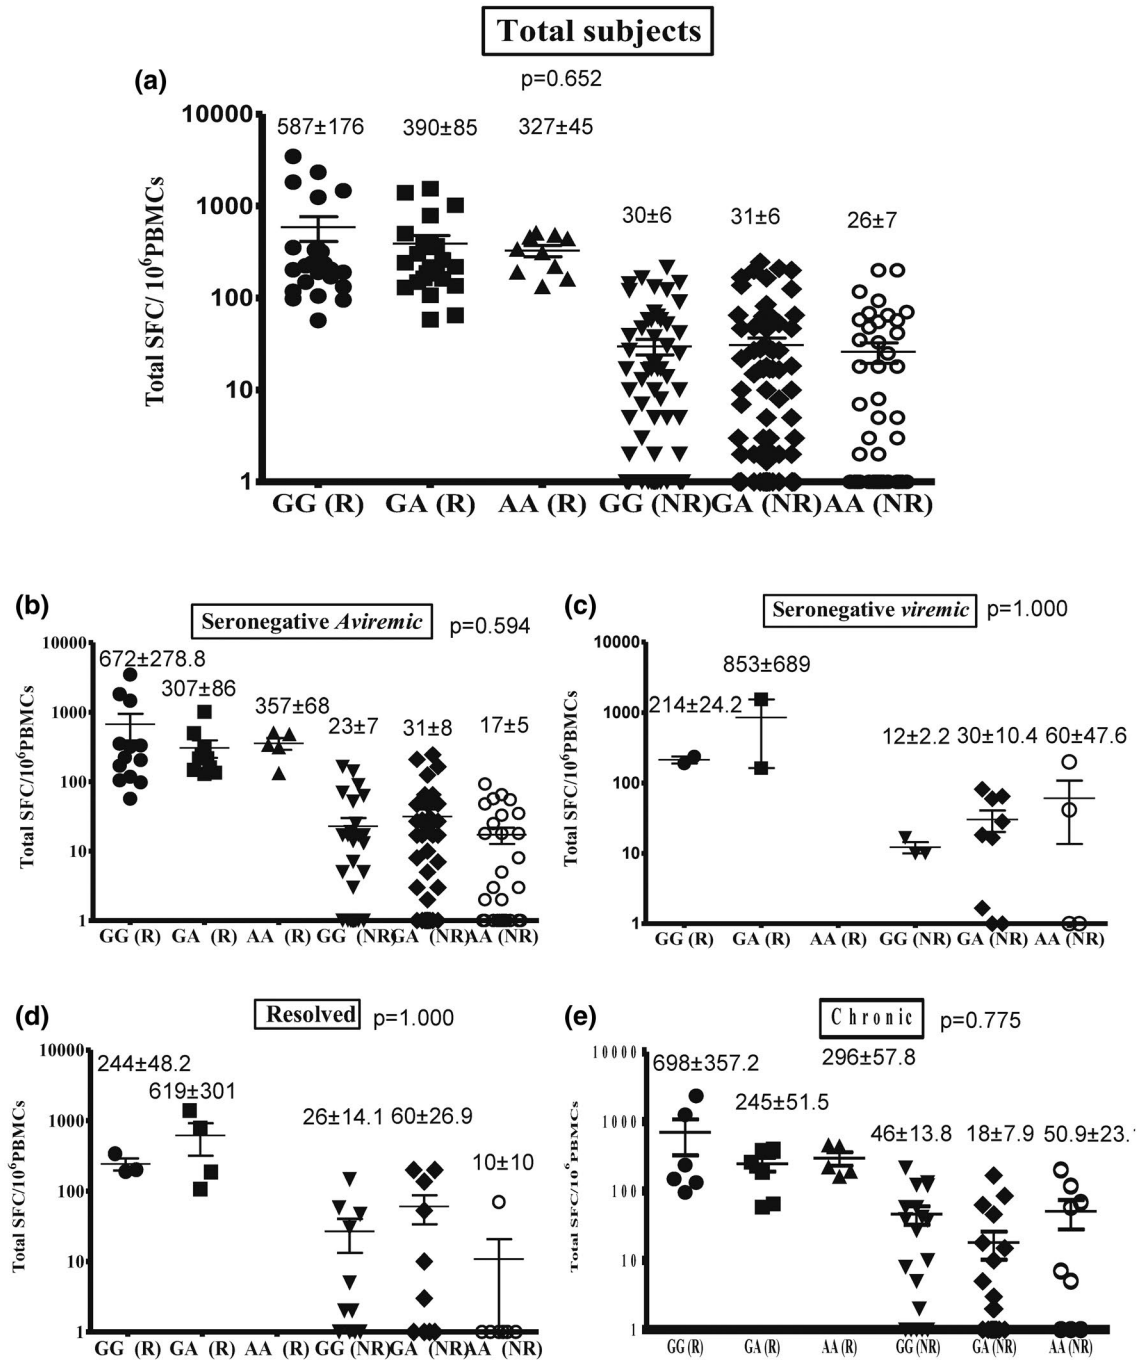 Total subjects
(a)
p=0.652
587±176 390±85 327±45
30±6 31±6 26±7
Total SFC/ 10⁶PBMCs
10000
1000
100
10
1
GG (R) GA (R) AA (R) GG (NR) GA (NR) AA (NR)
(b)
Seronegative Aviremic p=0.594
672±278.8
307±86
357±68
23±7 31±8 17±5
Total SFC/10⁶PBMCs
10000
1000
100
10
1
GG (R) GA (R) AA (R) GG (NR) GA (NR) AA (NR)
(c)
Seronegative viremic p=1.000
853±689
214±24.2
12±2.2 30±10.4 60±47.6
Total SFC/10⁶PBMCs
10000
1000
100
10
1
GG (R) GA (R) AA (R) GG (NR) GA (NR) AA (NR)
(d)
Resolved p=1.000
244±48.2
619±301
26±14.1 60±26.9
10±10
Total SFC/10⁶PBMCs
10000
1000
100
10
1
GG (R) GA (R) AA (R) GG (NR) GA (NR) AA (NR)
(e)
Chronic p=0.775
698±357.2
245±51.5
296±57.8
46±13.8 18±7.9 50.9±23.
Total SFC/10⁶PBMCs
10000
1000
100
10
1
GG (R) GA (R) AA (R) GG (NR) GA (NR) AA (NR)